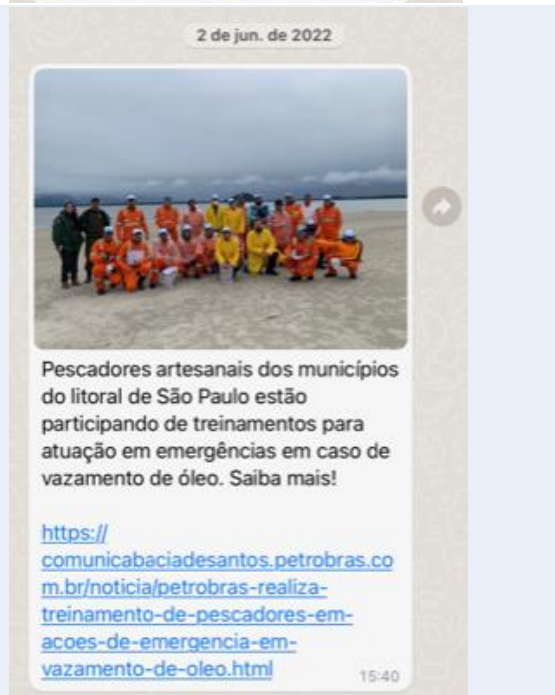 2 de jun. de 2022
Pescadores artesanais dos municípios
do litoral de São Paulo estão
participando de treinamentos para
atuação em emergências em caso de
vazamento de óleo. Saiba mais!
https://
comunicabaciadesantos.petrobras.co
m.br/noticia/petrobras-realiza-
treinamento-de-pescadores-em-
acoes-de-emergencia-em-
vazamento-de-oleo.html
15:40